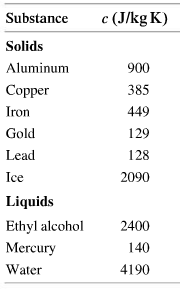 Substance c (J/kg K)
Solids
Aluminum 900
Copper 385
Iron 449
Gold 129
Lead 128
Ice 2090
Liquids
Ethyl alcohol 2400
Mercury 140
Water 4190